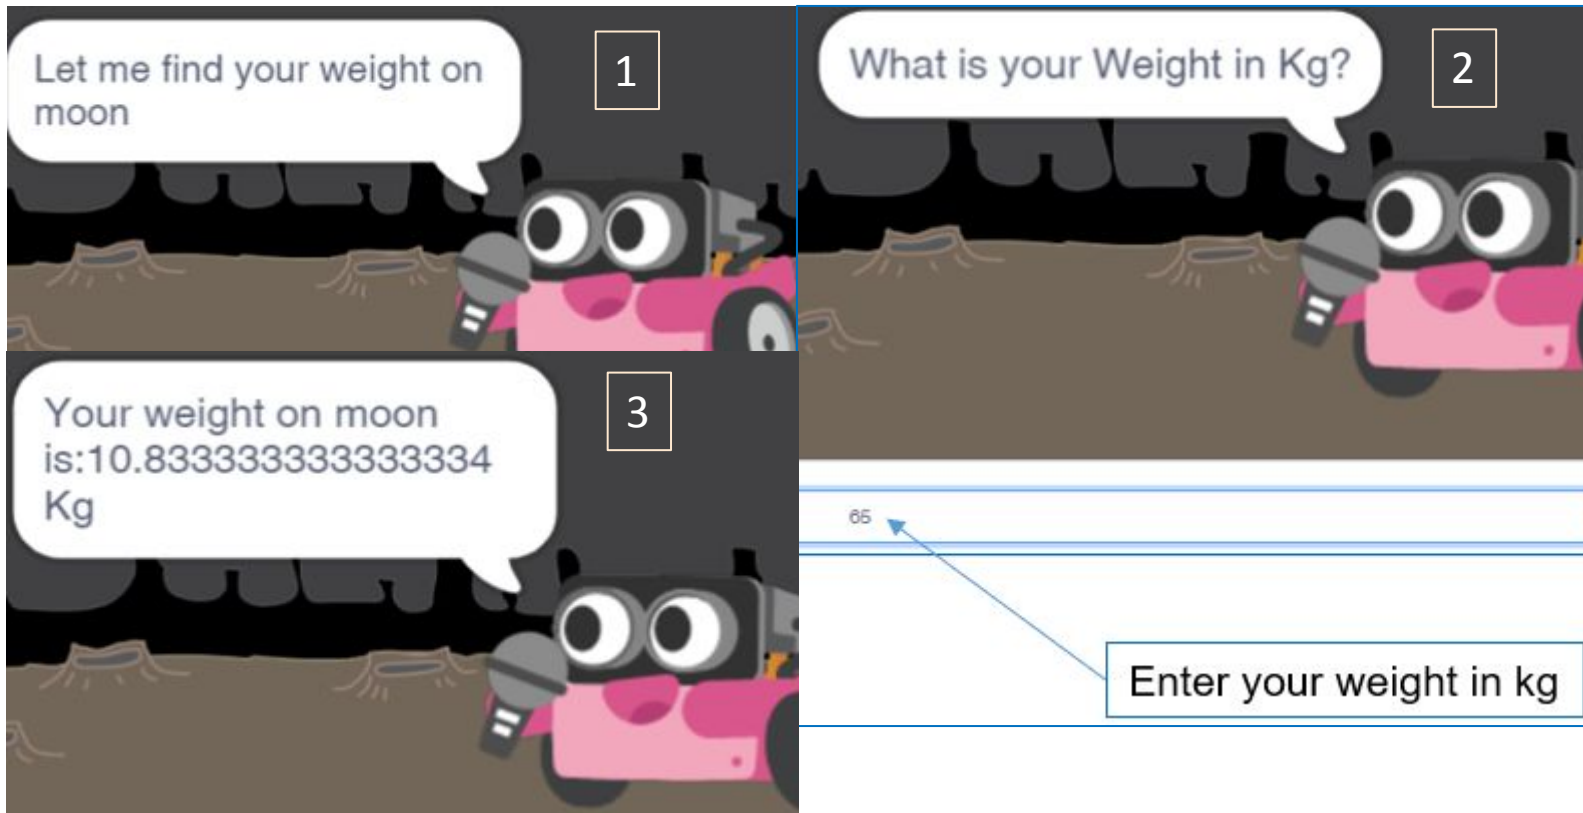 Let me find your weight on
moon
1
What is your Weight in Kg?
2
Your weight on moon
is:10.833333333333334
Kg
3
65
Enter your weight in kg